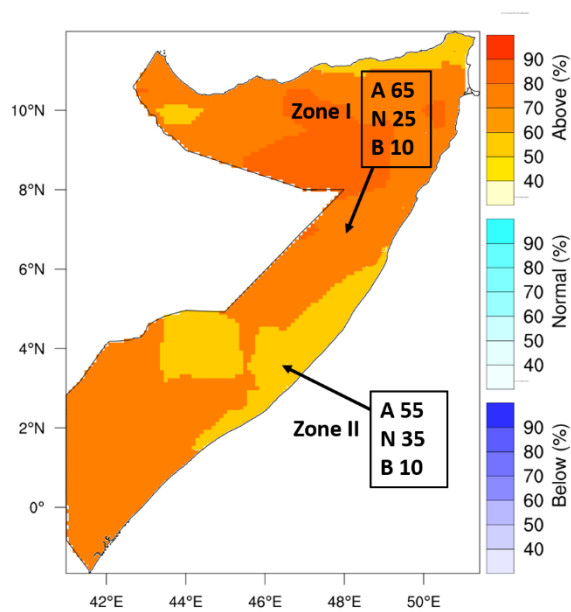 10°N
8°N
6°N
4°N
2°N
0°
42°E
44°E
46°E
48°E
50°E
Zone I
A 65
N 25
B 10
Zone II
A 55
N 35
B 10
90
80
70
60
50
40
Above (%)
90
80
70
60
50
40
30
Normal (%)
90
80
70
60
50
40
Below (%)